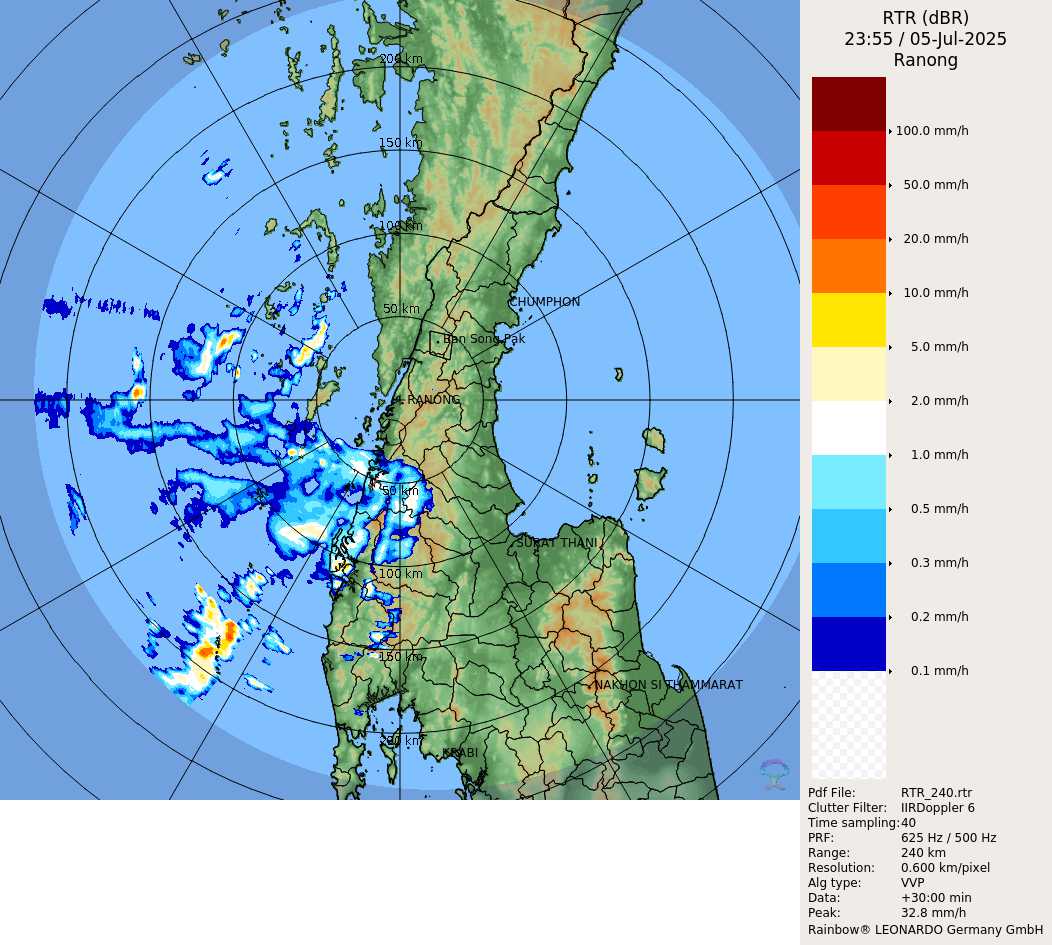 RTR (dBR)
23:55 / 05-Jul-2025
Ranong
200 km
150 km
100 km
50 km
CHUMPHON
Ban Song Pak
RANONG
50 km
SURAT THANI
100 km
150 km
NAKHON SI THAMMARAT
200 km
KRABI
100.0 mm/h
50.0 mm/h
20.0 mm/h
10.0 mm/h
5.0 mm/h
2.0 mm/h
1.0 mm/h
0.5 mm/h
0.3 mm/h
0.2 mm/h
0.1 mm/h
Pdf File: RTR_240.rtr
Clutter Filter: IIRDoppler 6
Time sampling:40
PRF: 625 Hz / 500 Hz
Range: 240 km
Resolution: 0.600 km/pixel
Alg type: VVP
Data: +30:00 min
Peak: 32.8 mm/h
Rainbow® LEONARDO Germany GmbH